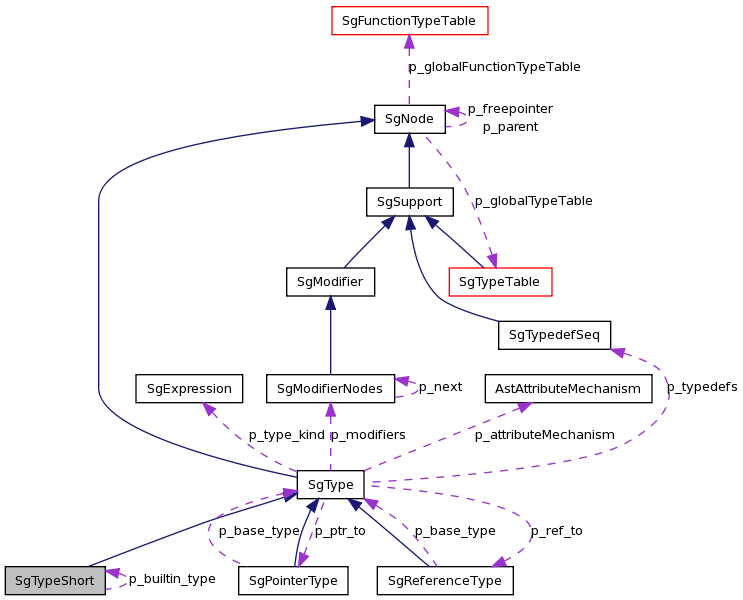 SgFunctionTypeTable
p_globalFunctionTypeTable
SgNode
p_freepointer
p_parent
SgSupport
p_globalTypeTable
SgModifier
SgTypeTable
SgTypedefSeq
SgExpression
SgModifierNodes
p_next
AstAttributeMechanism
p_typedefs
p_type_kind
p_modifiers
p_attributeMechanism
SgType
p_base_type
p_ptr_to
p_base_type
p_ref_to
SgTypeShort
p_builtin_type
SgPointerType
SgReferenceType